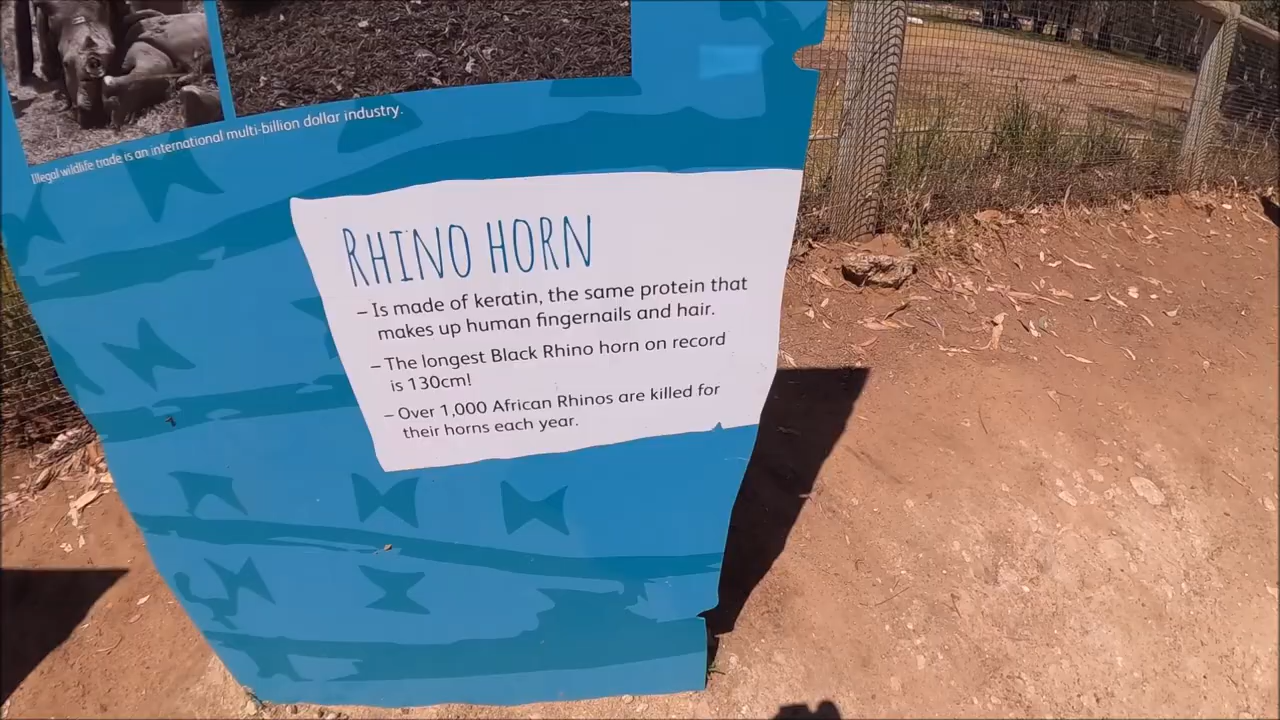 Illegal wildlife trade is an international multi-billion dollar industry.
RHINO HORN
– Is made of keratin, the same protein that
makes up human fingernails and hair.
– The longest Black Rhino horn on record
is 130cm!
– Over 1,000 African Rhinos are killed for
their horns each year.